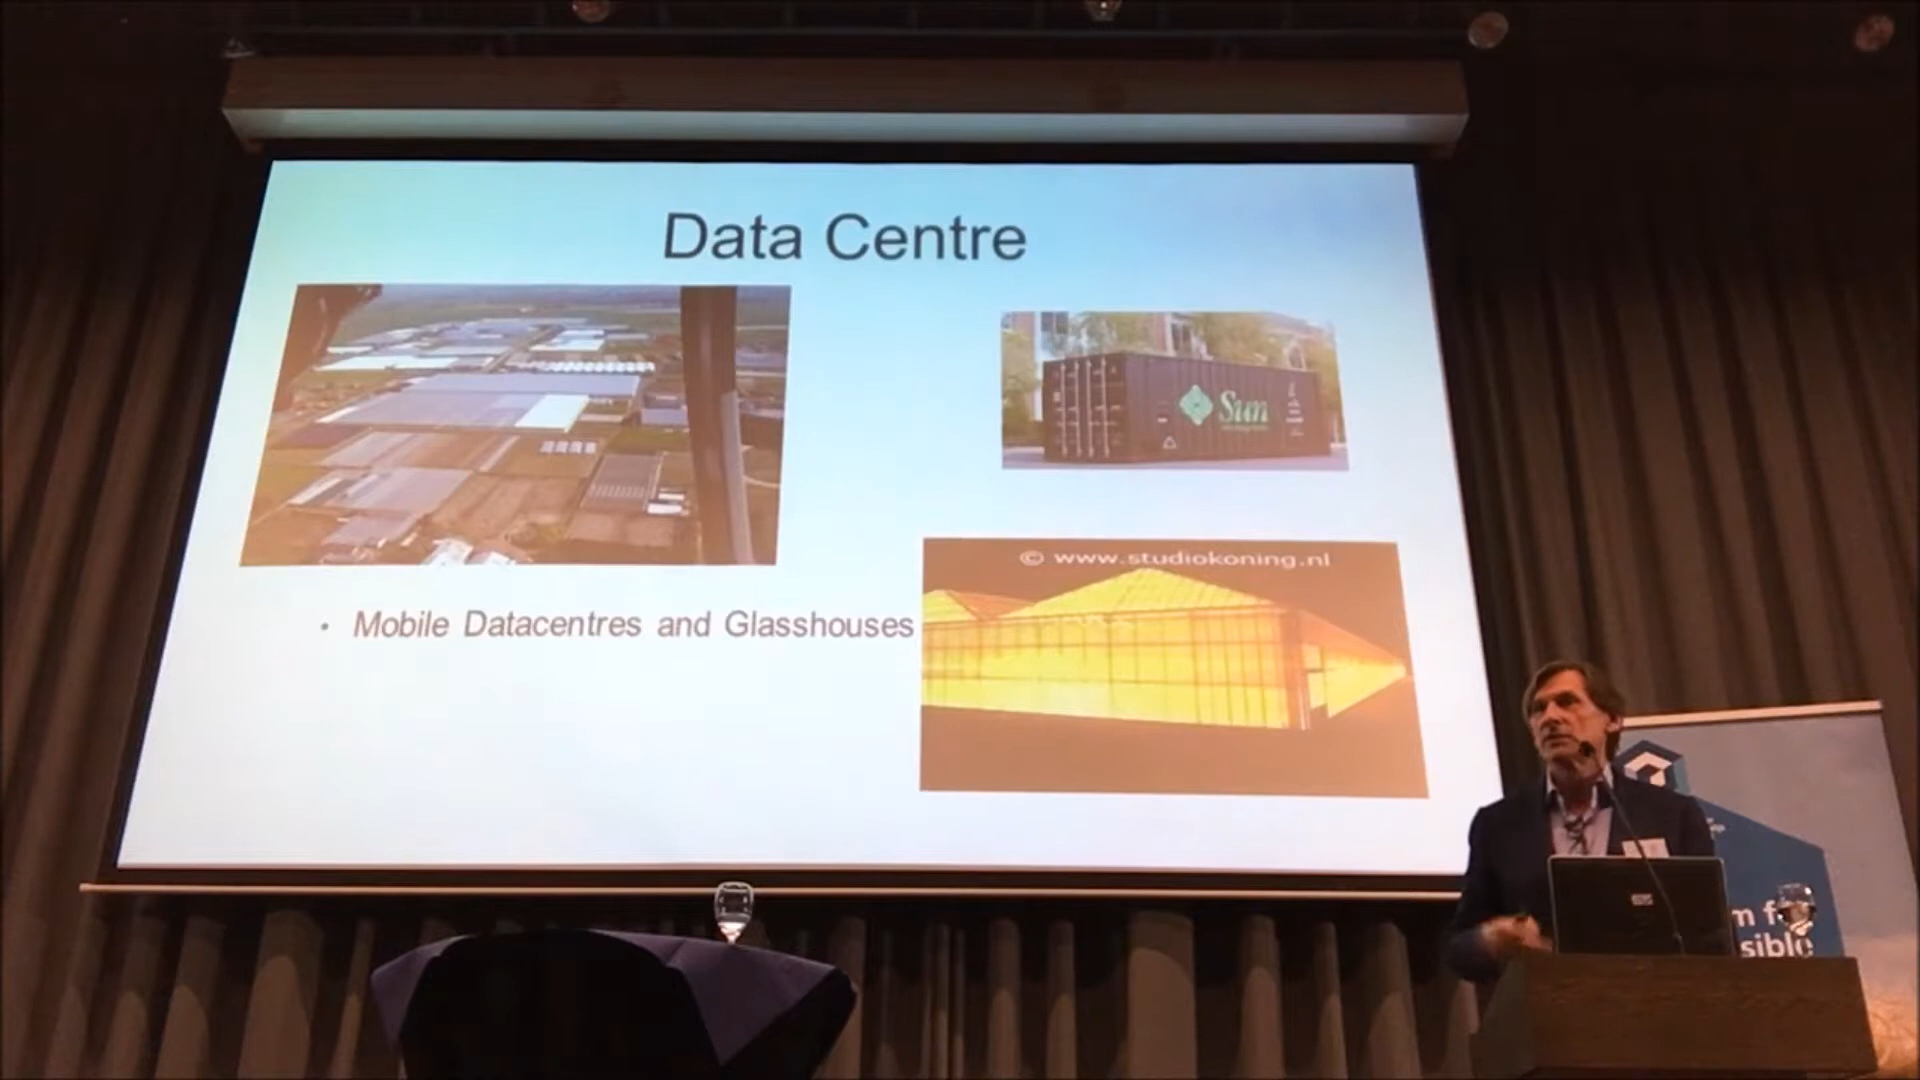 Data Centre
Sun
© www.studiokoning.nl
• Mobile Datacentres and Glasshouses